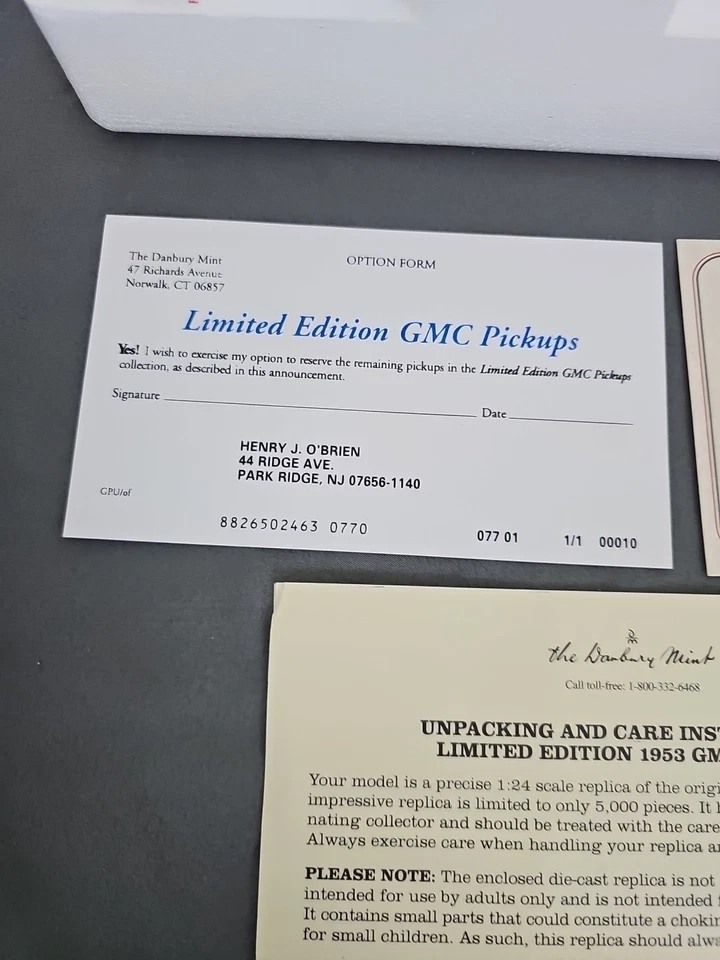 The Danbury Mint
47 Richards Avenue
Norwalk, CT 06857
OPTION FORM
Limited Edition GMC Pickups
Yes! I wish to exercise my option to reserve the remaining pickups in the Limited Edition GMC Pickups
collection, as described in this announcement.
Signature Date
HENRY J. O'BRIEN
44 RIDGE AVE.
PARK RIDGE, NJ 07656-1140
GPU/of
8826502463 0770
077 01 1/1 00010
the Danbury Mint
Call toll-free: 1-800-332-6468
UNPACKING AND CARE INS
LIMITED EDITION 1953 GM
Your model is a precise 1:24 scale replica of the origi
impressive replica is limited to only 5,000 pieces. It
nating collector and should be treated with the care
Always exercise care when handling your replica
PLEASE NOTE: The enclosed die-cast replica is not
intended for use by adults only and is not intended
It contains small parts that could constitute a chokin
for small children. As such, this replica should alwa